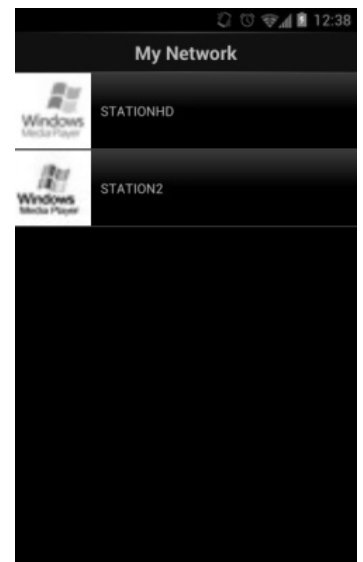 12:38
My Network
Windows
Media Player
STATIONHD
Windows
Media Player
STATION2